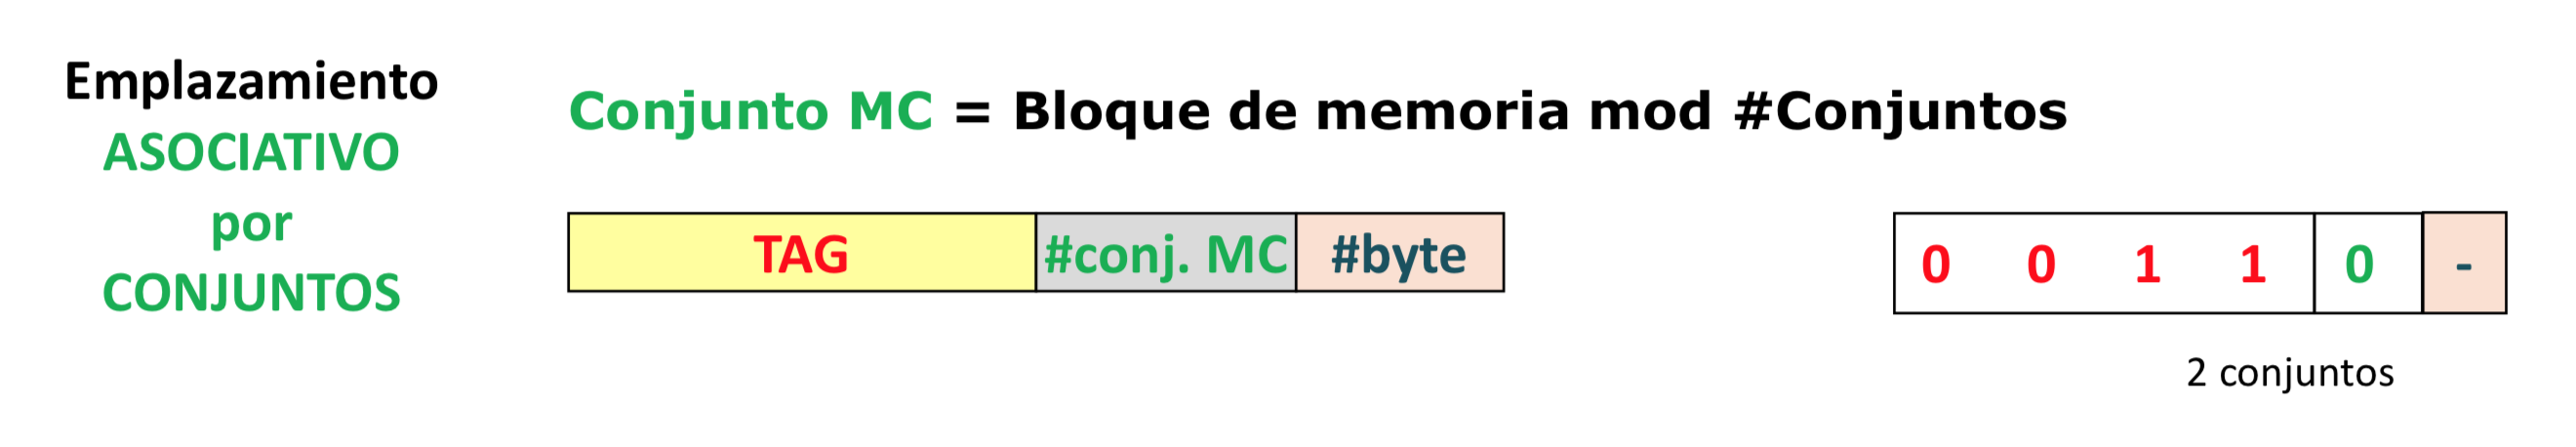 Emplazamiento
ASOCIATIVO
por
CONJUNTOS
Conjunto MC = Bloque de memoria mod #Conjuntos
TAG #conj. MC #byte
0 0 1 1 0 -
2 conjuntos